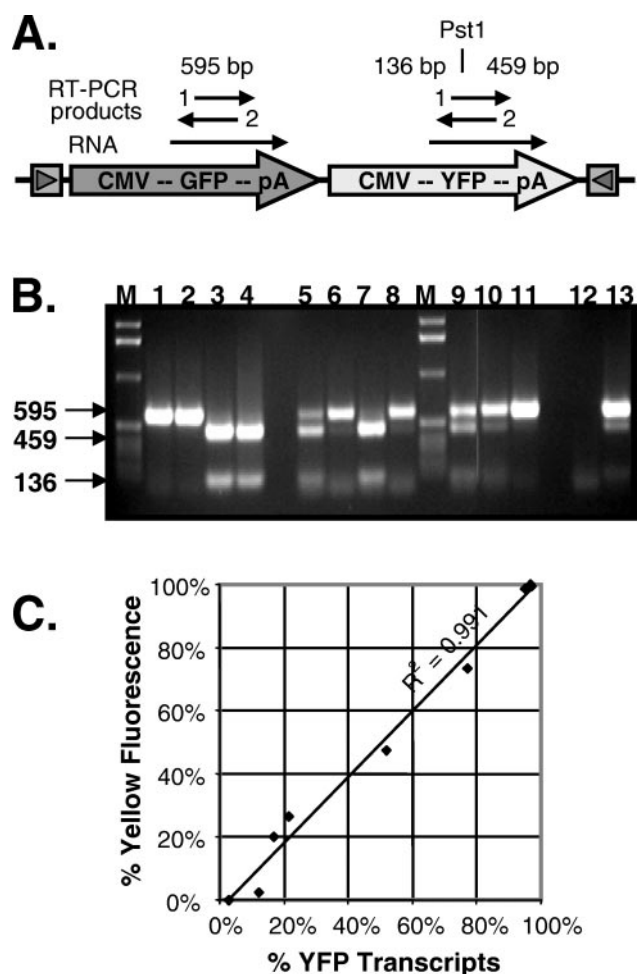 A.
Pst1
595 bp 136 bp 459 bp
RT-PCR
products
1 1
2 2
RNA
CMV -- GFP -- pA CMV -- YFP -- pA
B.
M 1 2 3 4 5 6 7 8 M 9 10 11 12 13
595
459
136
C.
% Yellow Fluorescence
100%
80%
60%
40%
20%
0%
R² = 0.991
0% 20% 40% 60% 80% 100%
% YFP Transcripts